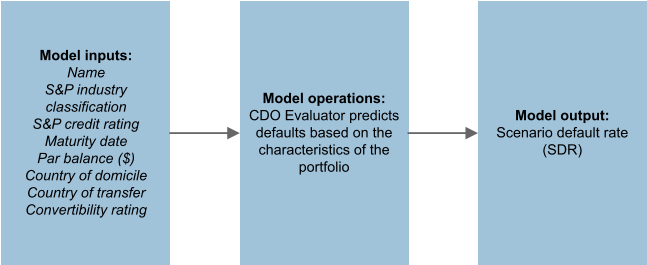 Model inputs:
Name
S&P industry
classification
S&P credit rating
Maturity date
Par balance ($)
Country of domicile
Country of transfer
Convertibility rating
Model operations:
CDO Evaluator predicts
defaults based on the
characteristics of the
portfolio
Model output:
Scenario default rate
(SDR)